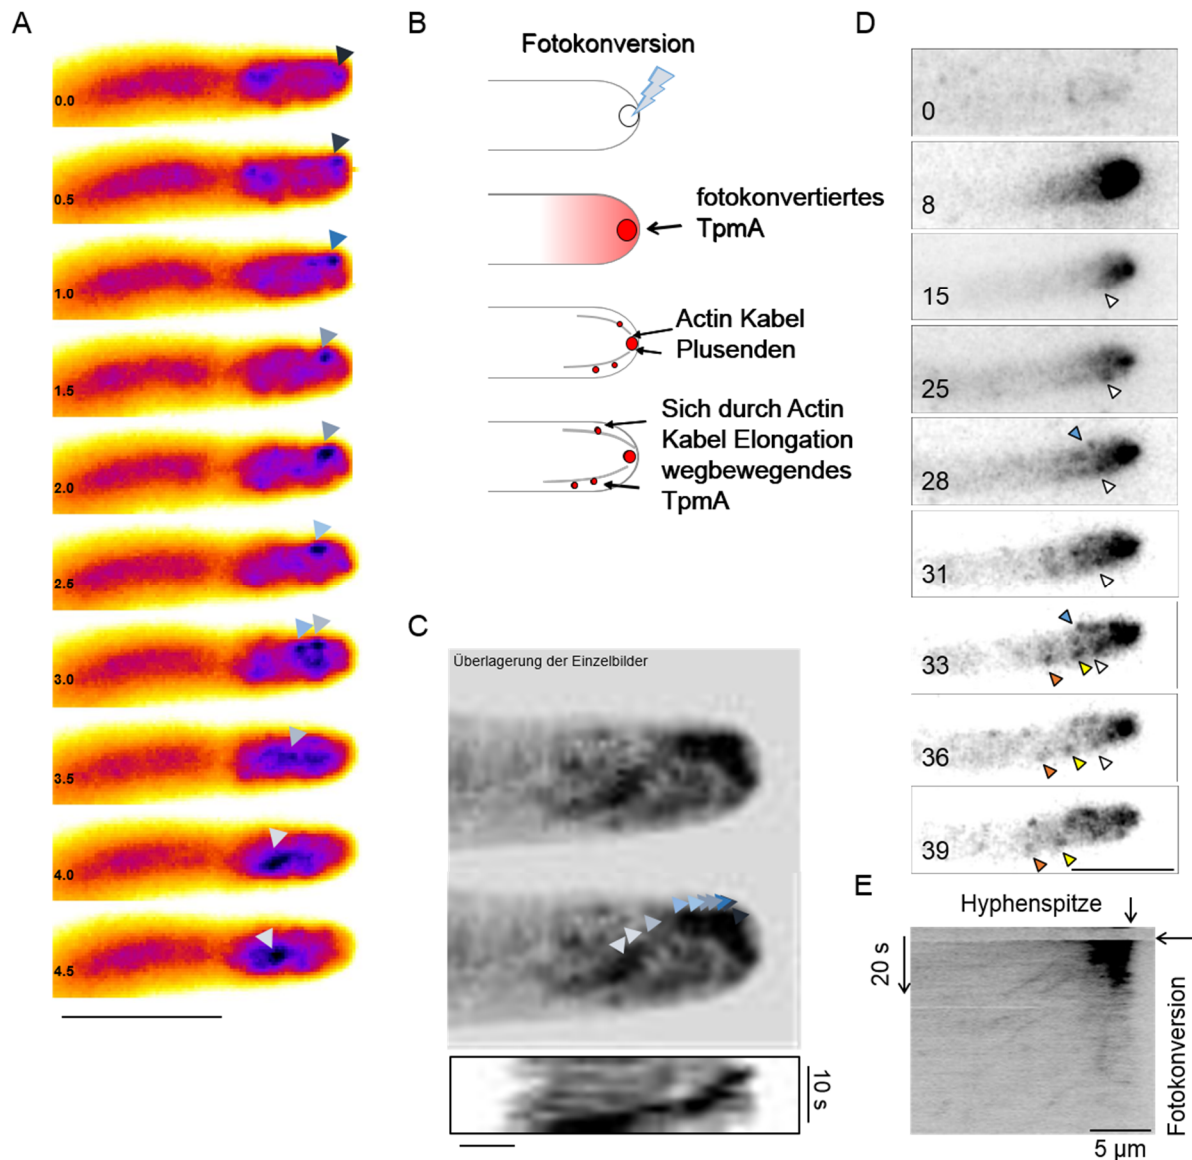 A
0.0
0.5
1.0
1.5
2.0
2.5
3.0
3.5
4.0
4.5
B
Fotokonversion
fotokonvertiertes
TpmA
Actin Kabel
Plusenden
Sich durch Actin
Kabel Elongation
wegbewegendes
TpmA
C
Überlagerung der Einzelbilder
10 s
D
0
8
15
25
28
31
33
36
39
E
Hyphenspitze
20 s
Fotokonversion
5 µm